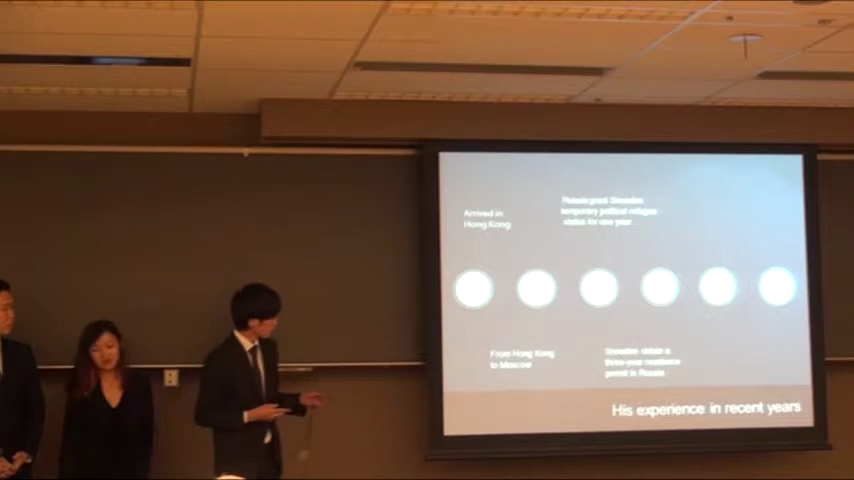 Arrived in
Hong Kong
Russia grant Snowden
temporary political refugee
status for one year
From Hong Kong
to Moscow
Snowden obtain a
three-year residence
permit in Russia
His experience in recent years